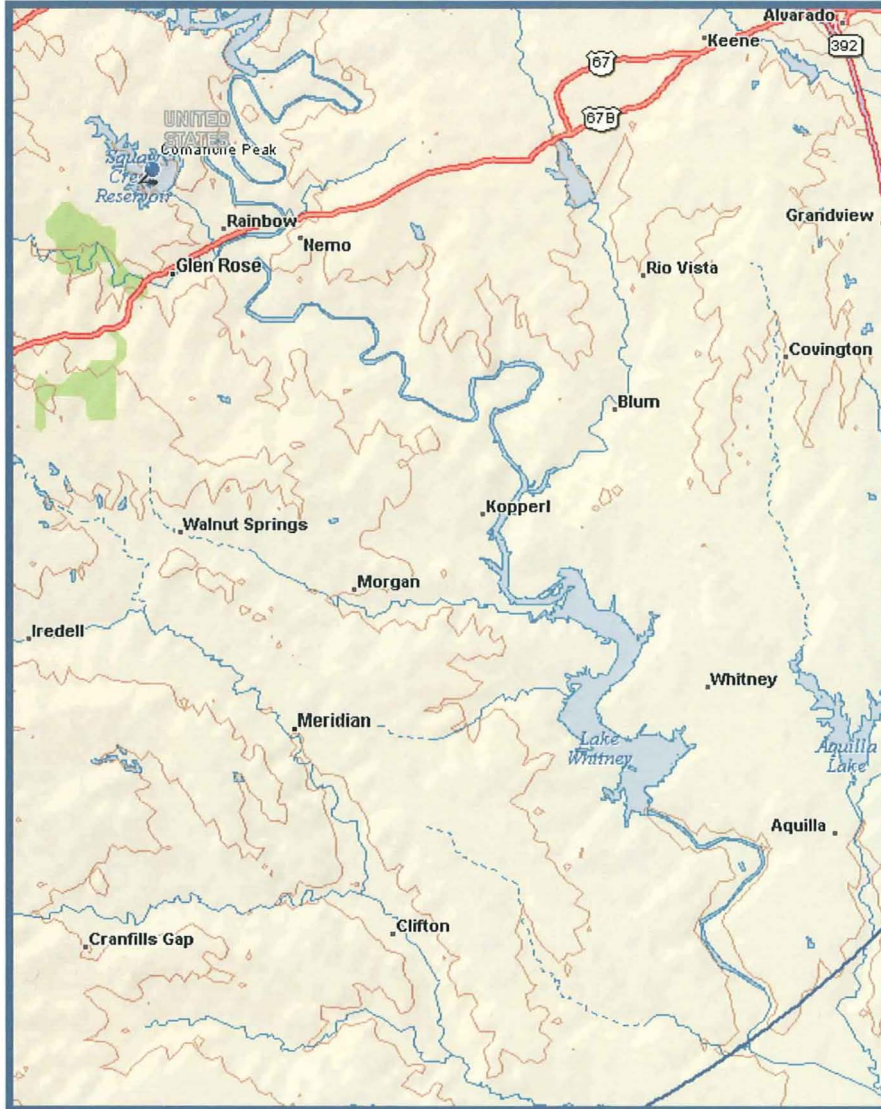 Alvarado
Keene
392
67
67B
UNITED
STATES
Comanche Peak
Squaw
Creek
Reservoir
Rainbow
Nemo
Grandview
Glen Rose
Rio Vista
Covington
Blum
Kopperl
Walnut Springs
Morgan
Iredell
Whitney
Meridian
Lake
Whitney
Aquilla
Lake
Aquilla
Clifton
Cranfills Gap